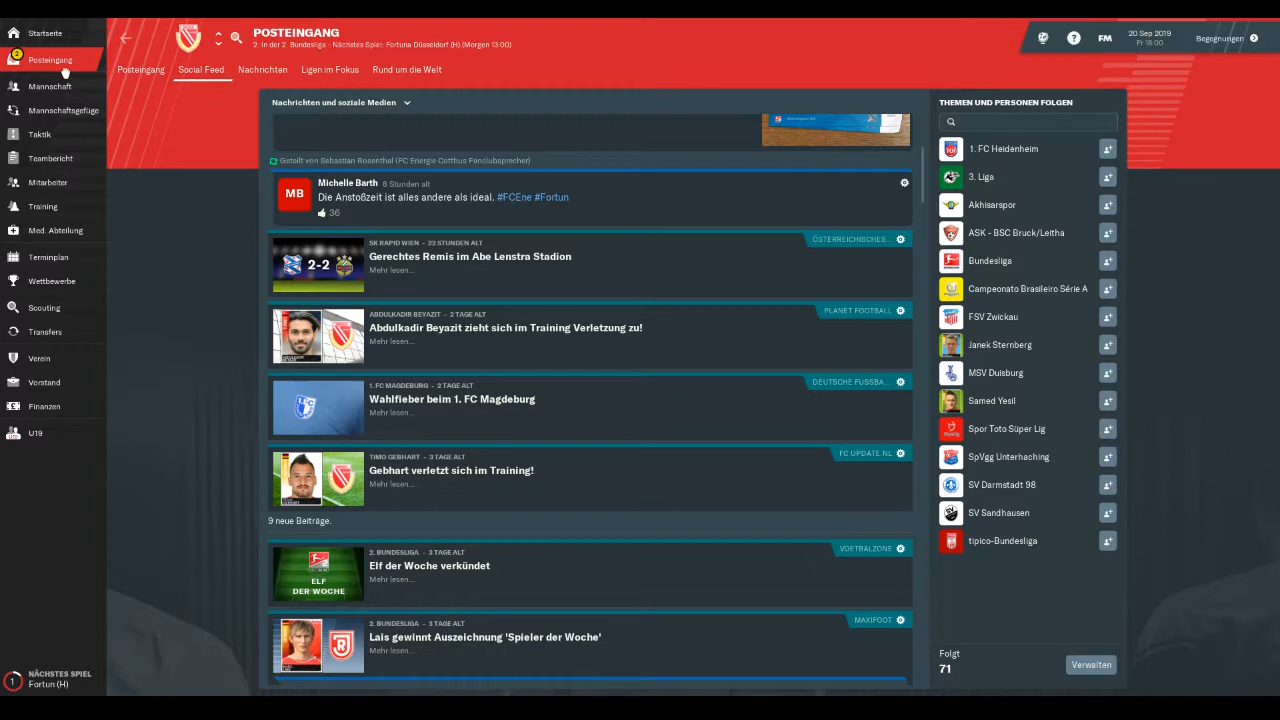 Startseite
2
Posteingang
Mannschaft
Mannschaftsgefüge
Taktik
Teambericht
Mitarbeiter
Training
Med. Abteilung
Terminplan
Wettbewerbe
Scouting
Transfers
Verein
Vorstand
Finanzen
U19
U19
1
NÄCHSTES SPIEL
Fortun (H)
POSTEINGANG
2. in der 2. Bundesliga - Nächstes Spiel: Fortuna Düsseldorf (H) (Morgen 13:00)
? FM
20 Sep 2019
Fr 16:00
Begegnungen
Posteingang Social Feed Nachrichten Ligen im Fokus Rund um die Welt
Nachrichten und soziale Medien
Geteilt von Sebastian Rosenthal (FC Energie Cottbus Fanclubsprecher)
MB
Michelle Barth 8 Stunden alt
Die Anstoßzeit ist alles andere als ideal. #FCEne #Fortun
36
2-2
SK RAPID WIEN - 22 STUNDEN ALT
ÖSTERREICHISCHES...
Gerechtes Remis im Abe Lenstra Stadion
Mehr lesen...
ABDULKADIR BEYAZIT - 2 TAGE ALT
PLANET FOOTBALL
Abdulkadir Beyazit zieht sich im Training Verletzung zu!
Mehr lesen...
1. FC MAGDEBURG - 2 TAGE ALT
DEUTSCHE FUSSBA...
Wahlfieber beim 1. FC Magdeburg
Mehr lesen...
TIMO GEBHART - 3 TAGE ALT
FC UPDATE.NL
Gebhart verletzt sich im Training!
Mehr lesen...
9 neue Beiträge.
ELF
DER WOCHE
2. BUNDESLIGA - 3 TAGE ALT
VOETBALZONE
Elf der Woche verkündet
Mehr lesen...
2. BUNDESLIGA - 3 TAGE ALT
MAXIFOOT
Lais gewinnt Auszeichnung 'Spieler der Woche'
Mehr lesen...
THEMEN UND PERSONEN FOLGEN
1. FC Heidenheim
3. Liga
Akhisarspor
ASK - BSC Bruck/Leitha
Bundesliga
Campeonato Brasileiro Série A
FSV Zwickau
Janek Sternberg
MSV Duisburg
Samed Yesil
Spor Toto Süper Lig
SpVgg Unterhaching
SV Darmstadt 98
SV Sandhausen
tipico-Bundesliga
Folgt
71
Verwalten